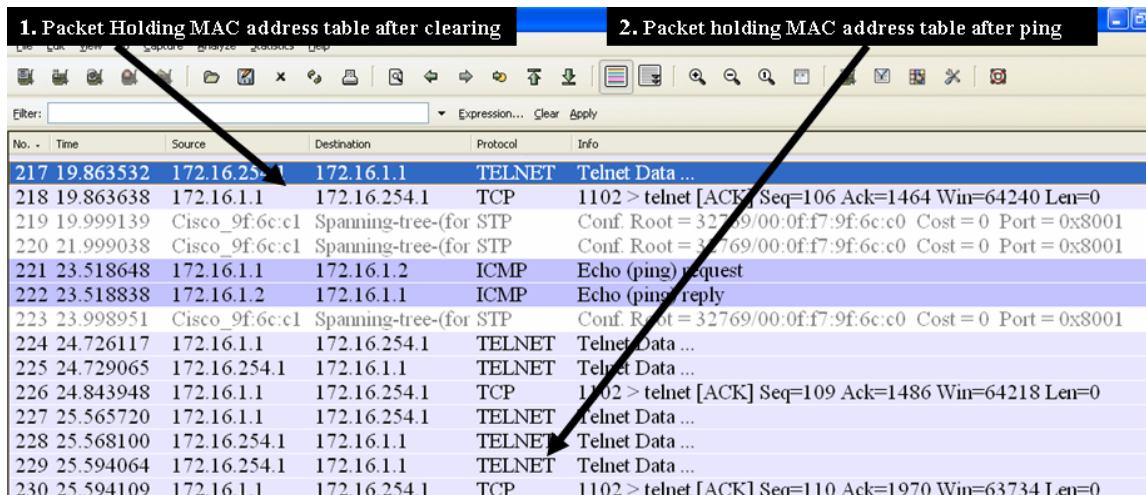 1. Packet Holding MAC address table after clearing
2. Packet holding MAC address table after ping
File Edit View Go Capture Analyze Statistics Help
Filter: Expression... Clear Apply
No. - Time Source Destination Protocol Info
217 19.863532 172.16.254.1 172.16.1.1 TELNET Telnet Data ...
218 19.863638 172.16.1.1 172.16.254.1 TCP 1102 > telnet [ACK] Seq=106 Ack=1464 Win=64240 Len=0
219 19.999139 Cisco_9f:6c:c1 Spanning-tree-(for STP Conf. Root = 32769/00:0f:f7:9f:6c:c0 Cost = 0 Port = 0x8001
220 21.999038 Cisco_9f:6c:c1 Spanning-tree-(for STP Conf. Root = 32769/00:0f:f7:9f:6c:c0 Cost = 0 Port = 0x8001
221 23.518648 172.16.1.1 172.16.1.2 ICMP Echo (ping) request
222 23.518838 172.16.1.2 172.16.1.1 ICMP Echo (ping) reply
223 23.998951 Cisco_9f:6c:c1 Spanning-tree-(for STP Conf. Root = 32769/00:0f:f7:9f:6c:c0 Cost = 0 Port = 0x8001
224 24.726117 172.16.1.1 172.16.254.1 TELNET Telnet Data ...
225 24.729065 172.16.254.1 172.16.1.1 TELNET Telnet Data ...
226 24.843948 172.16.1.1 172.16.254.1 TCP 1102 > telnet [ACK] Seq=109 Ack=1486 Win=64218 Len=0
227 25.565720 172.16.1.1 172.16.254.1 TELNET Telnet Data ...
228 25.568100 172.16.254.1 172.16.1.1 TELNET Telnet Data ...
229 25.594064 172.16.254.1 172.16.1.1 TELNET Telnet Data ...
230 25.594109 172.16.1.1 172.16.254.1 TCP 1102 > telnet [ACK] Seq=110 Ack=1970 Win=63734 Len=0